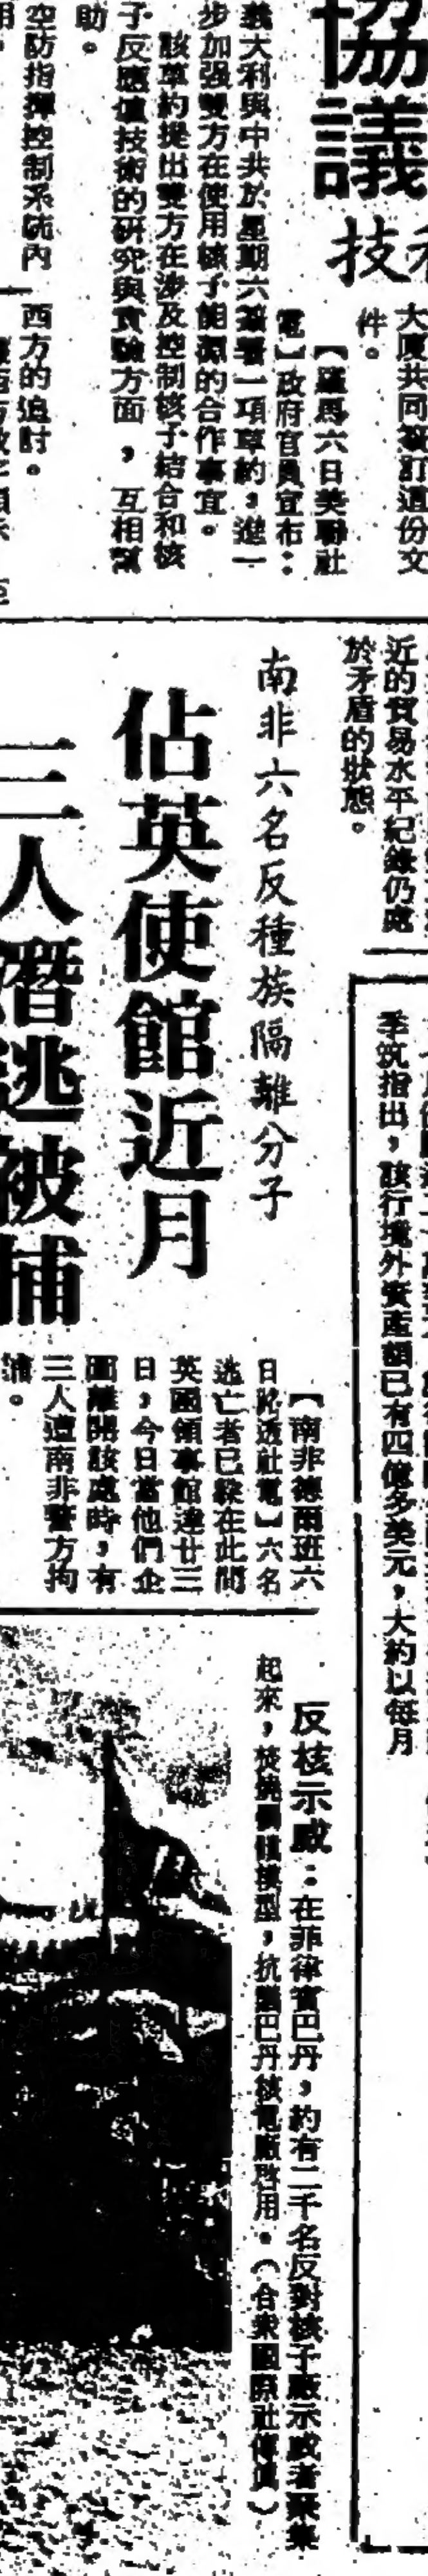 協議
技
大廈共同簽訂這份文
件。
【羅馬六日美聯社
電】政府官員宣布：
義大利與中共於星期六簽署一項草約，進一
步加强雙方在使用核子能源的合作事宜。
該草約提出雙方在涉及控制核子結合和核
子反應爐技術的研究與實驗方面，互相幫
助。
空防指揮控制系統內
西方的追討。
近的貿易水平紀錄仍處
於矛盾的狀態。
南非六名反種族隔離分子
佔英使館近月
三人潛逃被捕
【南非德爾班六
日路透社電】六名
逃亡者已躲在此間
英國領事館達廿三
日，今日當他們企
圖離開該處時，有
三人遭南非警方拘
捕。
季筑指出，該行境外資產額已有四億多美元，大約以每月
反核示威：在菲律賓巴丹，約有二千名反對核子廠示威者聚集
起來，焚燒骷髏模型，抗議巴丹核電廠啓用。（合衆國際社傳真）